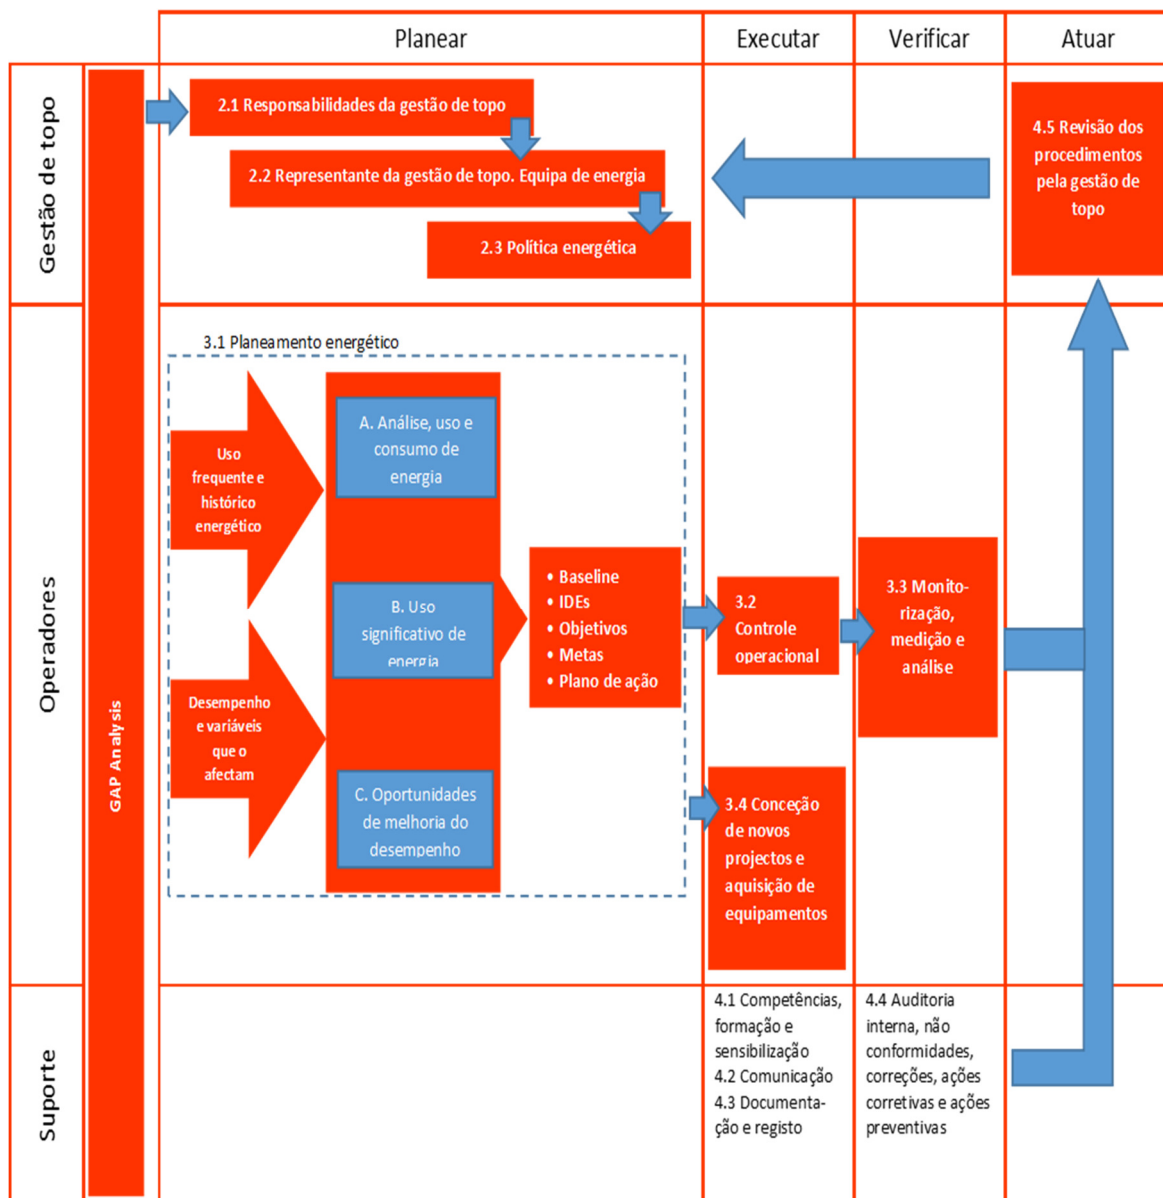 Planear
Executar
Verificar
Atuar
Gestão de topo
GAP Analysis
2.1 Responsabilidades da gestão de topo
2.2 Representante da gestão de topo. Equipa de energia
2.3 Política energética
4.5 Revisão dos
procedimentos
pela gestão de
topo
Operadores
3.1 Planeamento energético
Uso
frequente e
histórico
energético
Desempenho
e variáveis
que o
afectam
A. Análise, uso e
consumo de
energia
B. Uso
significativo de
energia
C. Oportunidades
de melhoria do
desempenho
• Baseline
• IDEs
• Objetivos
• Metas
• Plano de ação
3.2
Controle
operacional
3.3 Monito-
rização,
medição e
análise
3.4 Conceção
de novos
projectos e
aquisição de
equipamentos
Suporte
4.1 Competências,
formação e
sensibilização
4.2 Comunicação
4.3 Documenta-
ção e registo
4.4 Auditoria
interna, não
conformidades,
correções, ações
corretivas e ações
preventivas